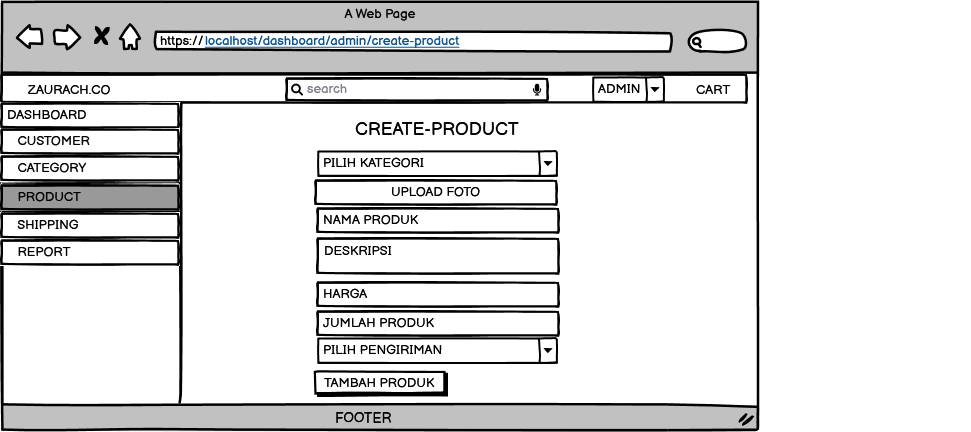 A Web Page
https://localhost/dashboard/admin/create-product
ZAURACH.CO
search
ADMIN
CART
DASHBOARD
CUSTOMER
CATEGORY
PRODUCT
SHIPPING
REPORT
CREATE-PRODUCT
PILIH KATEGORI
UPLOAD FOTO
NAMA PRODUK
DESKRIPSI
HARGA
JUMLAH PRODUK
PILIH PENGIRIMAN
TAMBAH PRODUK
FOOTER